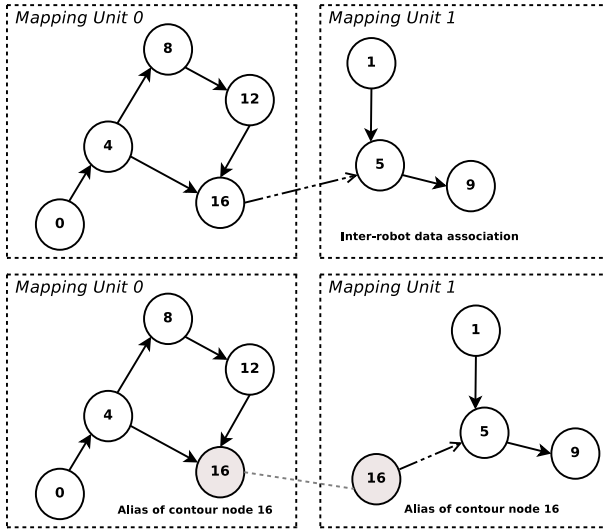 Mapping Unit 0
8
12
4
16
0
Mapping Unit 1
1
5
9
Inter-robot data association
Mapping Unit 0
8
12
4
16
0
Alias of contour node 16
Mapping Unit 1
1
5
9
16
Alias of contour node 16